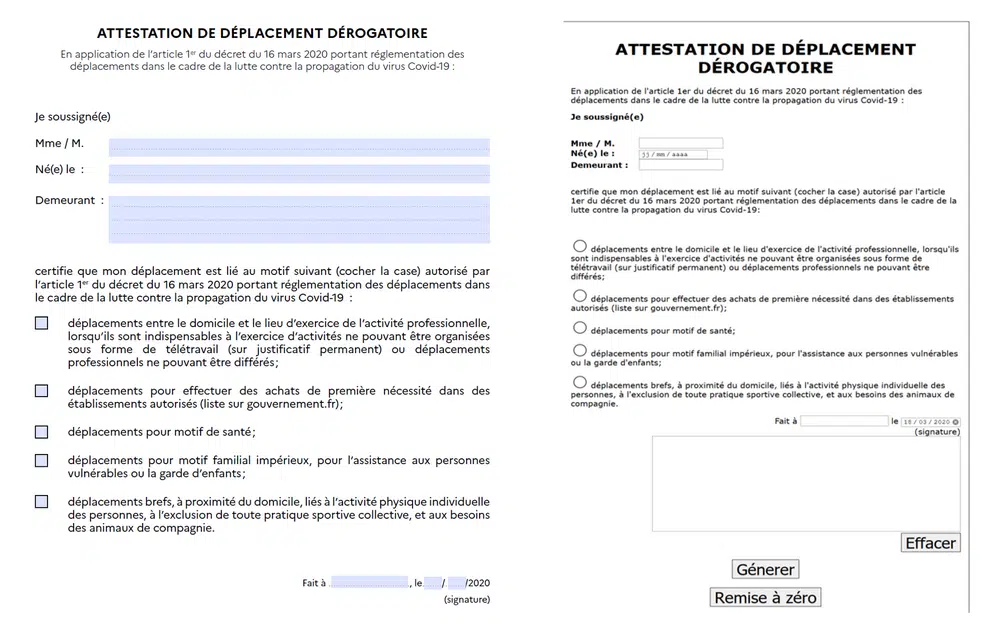 ATTESTATION DE DÉPLACEMENT DÉROGATOIRE
En application de l’article 1er du décret du 16 mars 2020 portant réglementation des
déplacements dans le cadre de la lutte contre la propagation du virus Covid-19 :
Je soussigné(e)
Mme / M.
Né(e) le :
Demeurant :
certifie que mon déplacement est lié au motif suivant (cocher la case) autorisé par
l’article 1er du décret du 16 mars 2020 portant réglementation des déplacements dans
le cadre de la lutte contre la propagation du virus Covid-19 :
déplacements entre le domicile et le lieu d’exercice de l’activité professionnelle,
lorsqu’ils sont indispensables à l’exercice d’activités ne pouvant être organisées
sous forme de télétravail (sur justificatif permanent) ou déplacements
professionnels ne pouvant être différés;
déplacements pour effectuer des achats de première nécessité dans des
établissements autorisés (liste sur gouvernement.fr);
déplacements pour motif de santé;
déplacements pour motif familial impérieux, pour l’assistance aux personnes
vulnérables ou la garde d’enfants;
déplacements brefs, à proximité du domicile, liés à l’activité physique individuelle
des personnes, à l’exclusion de toute pratique sportive collective, et aux besoins
des animaux de compagnie.
Fait à , le / /2020
(signature)
ATTESTATION DE DÉPLACEMENT
DÉROGATOIRE
En application de l'article 1er du décret du 16 mars 2020 portant réglementation des
déplacements dans le cadre de la lutte contre la propagation du virus Covid-19 :
Je soussigné(e)
Mme / M.
Né(e) le : jj / mm / aaaa
Demeurant :
certifie que mon déplacement est lié au motif suivant (cocher la case) autorisé par l'article
1er du décret du 16 mars 2020 portant réglementation des déplacements dans le cadre de la
lutte contre la propagation du virus Covid-19:
déplacements entre le domicile et le lieu d'exercice de l'activité professionnelle, lorsqu'ils
sont indispensables à l'exercice d'activités ne pouvant être organisées sous forme de
télétravail (sur justificatif permanent) ou déplacements professionnels ne pouvant être
différés;
déplacements pour effectuer des achats de première nécessité dans des établissements
autorisés (liste sur gouvernement.fr);
déplacements pour motif de santé;
déplacements pour motif familial impérieux, pour l'assistance aux personnes vulnérables
ou la garde d'enfants;
déplacements brefs, à proximité du domicile, liés à l'activité physique individuelle des
personnes, à l'exclusion de toute pratique sportive collective, et aux besoins des animaux de
compagnie.
Fait à le 18 / 03 / 2020
(signature)
Effacer
Génerer
Remise à zéro